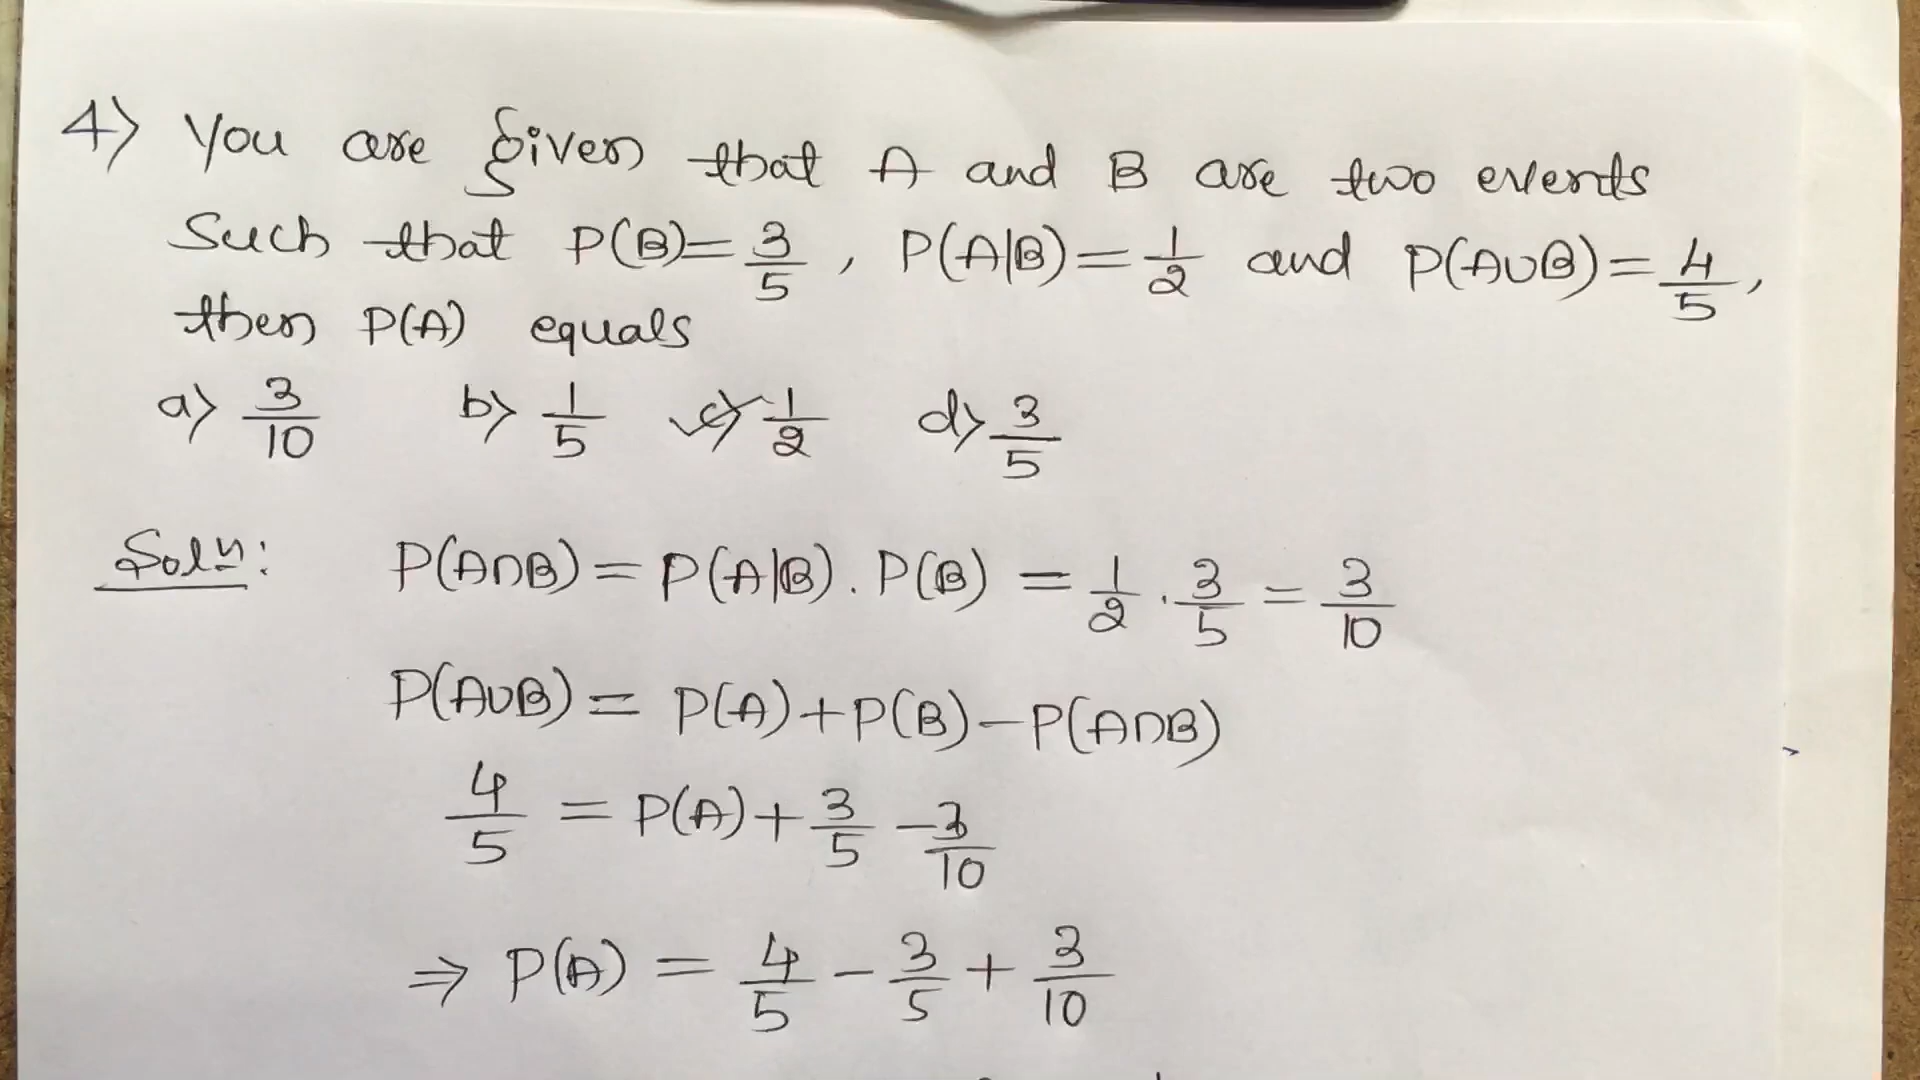 4) You are given that A and B are two events
Such that P(B)=3/5, P(A|B)=1/2 and P(A∪B)=4/5,
then P(A) equals
a) 3/10 b) 1/5 ✓c) 1/2 d) 3/5
Soln: P(A∩B) = P(A|B) . P(B) = 1/2 . 3/5 = 3/10
P(A∪B) = P(A)+P(B)-P(A∩B)
4/5 = P(A)+3/5 -3/10
⇒ P(A) = 4/5 - 3/5 + 3/10